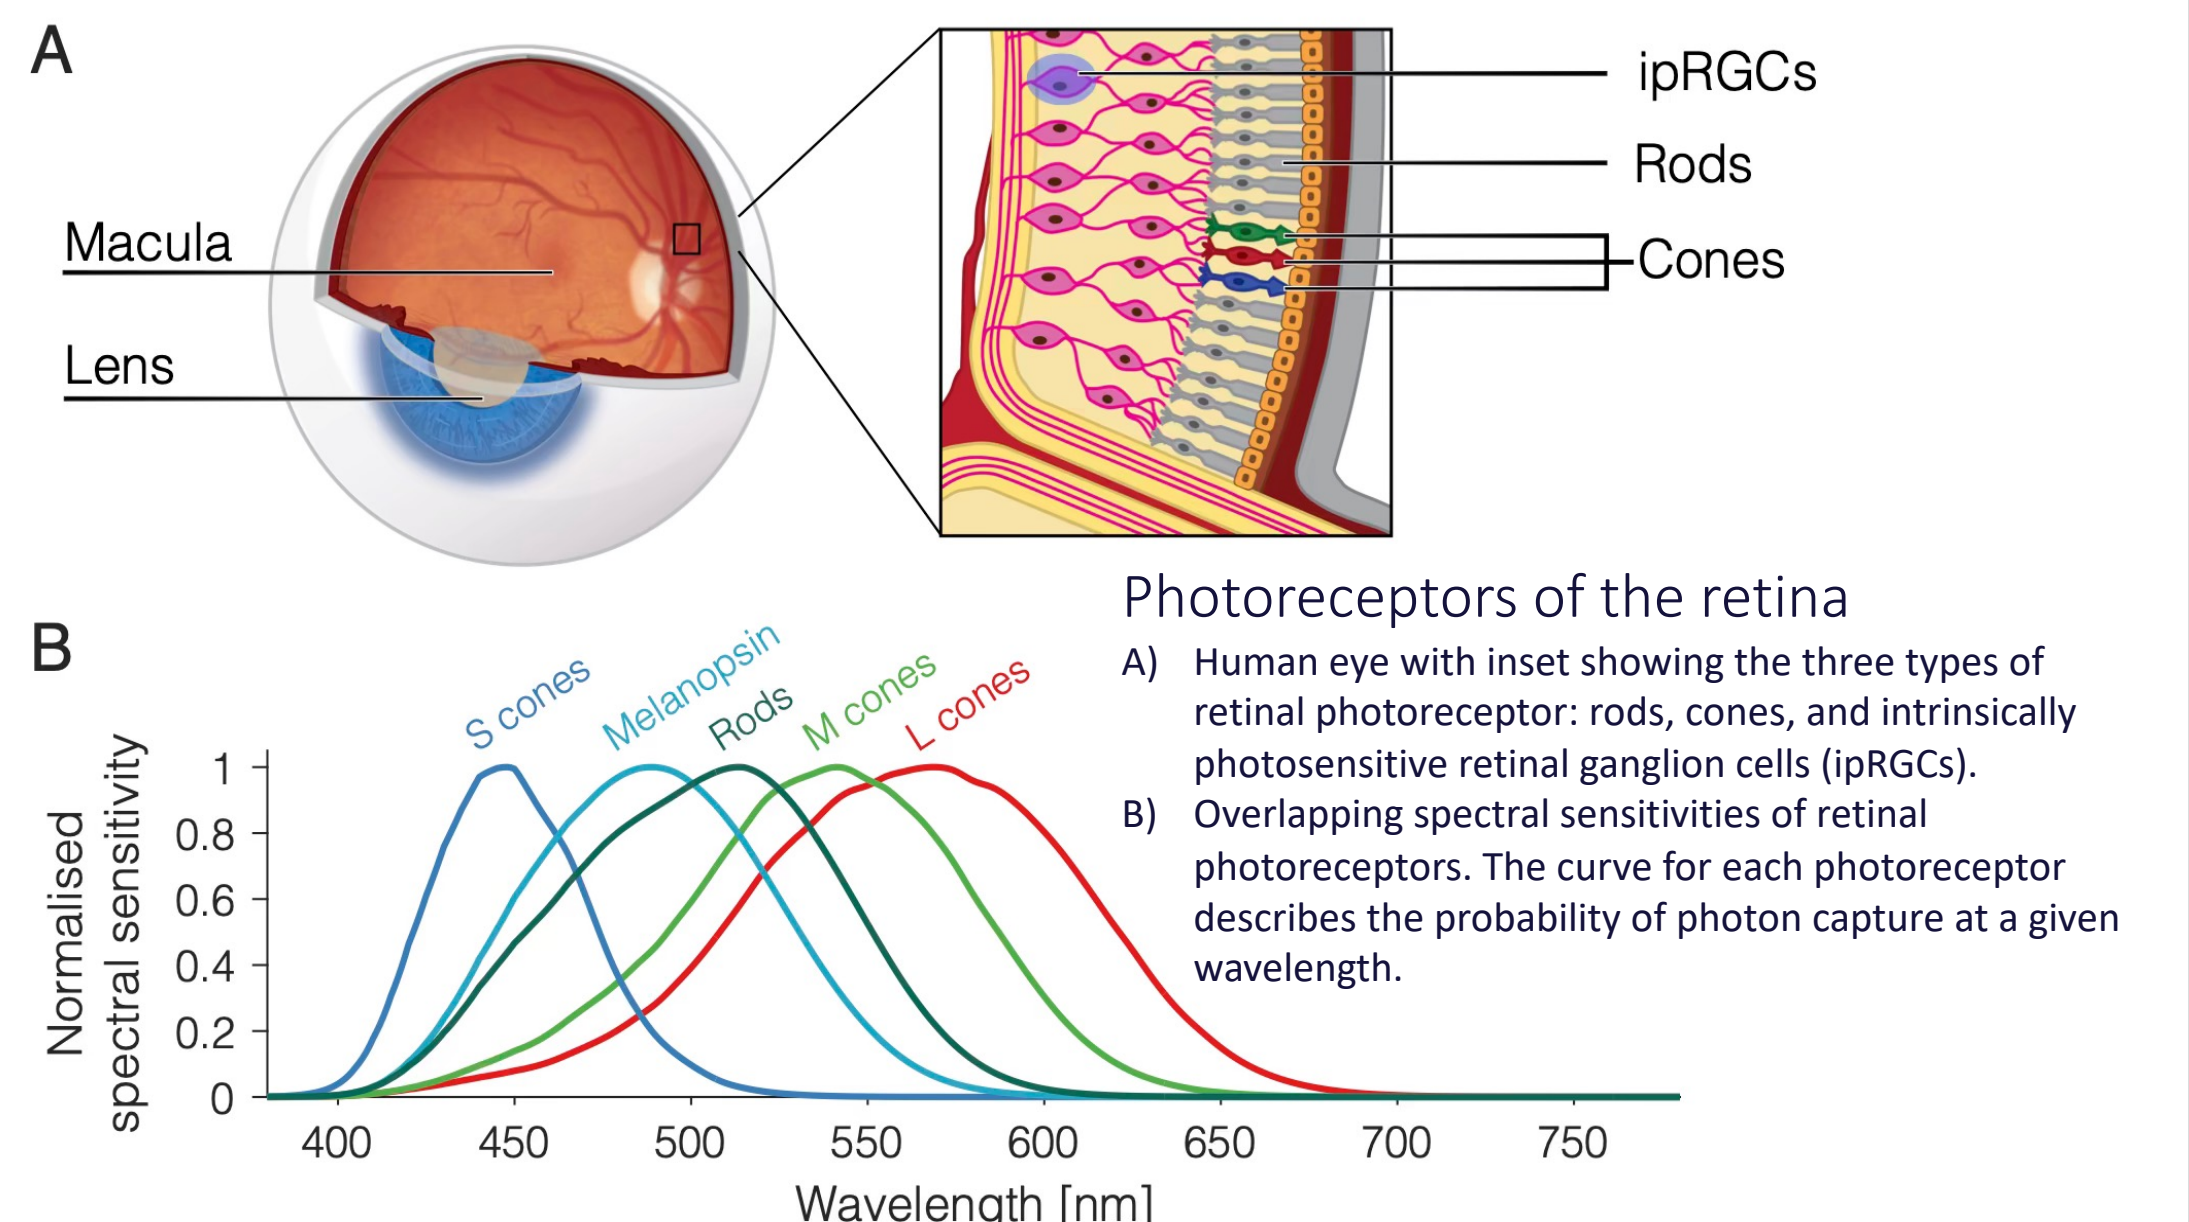 A
Macula
Lens
ipRGCs
Rods
Cones
Photoreceptors of the retina
A) Human eye with inset showing the three types of
retinal photoreceptor: rods, cones, and intrinsically
photosensitive retinal ganglion cells (ipRGCs).
B) Overlapping spectral sensitivities of retinal
photoreceptors. The curve for each photoreceptor
describes the probability of photon capture at a given
wavelength.
B
S cones
Melanopsin
Rods
M cones
L cones
Normalised
spectral sensitivity
1
0.8
0.6
0.4
0.2
0
400 450 500 550 600 650 700 750
Wavelength [nm]